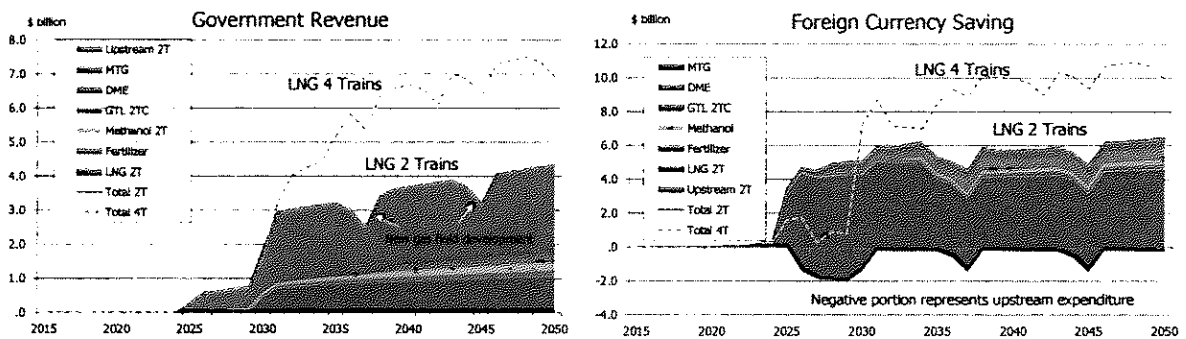 Government Revenue
$ billion
8.0
7.0
6.0
5.0
4.0
3.0
2.0
1.0
.0
Upstream 2T
MTG
DME
GTL 2TC
Methanol 2T
Fertilizer
LNG 2T
Total 2T
Total 4T
LNG 4 Trains
LNG 2 Trains
New gas field development
2015 2020 2025 2030 2035 2040 2045 2050
Foreign Currency Saving
$ billion
12.0
10.0
8.0
6.0
4.0
2.0
.0
-2.0
-4.0
MTG
DME
GTL 2TC
Methanol
Fertilizer
LNG 2T
Upstream 2T
Total 2T
Total 4T
LNG 4 Trains
LNG 2 Trains
Negative portion represents upstream expenditure
2015 2020 2025 2030 2035 2040 2045 2050